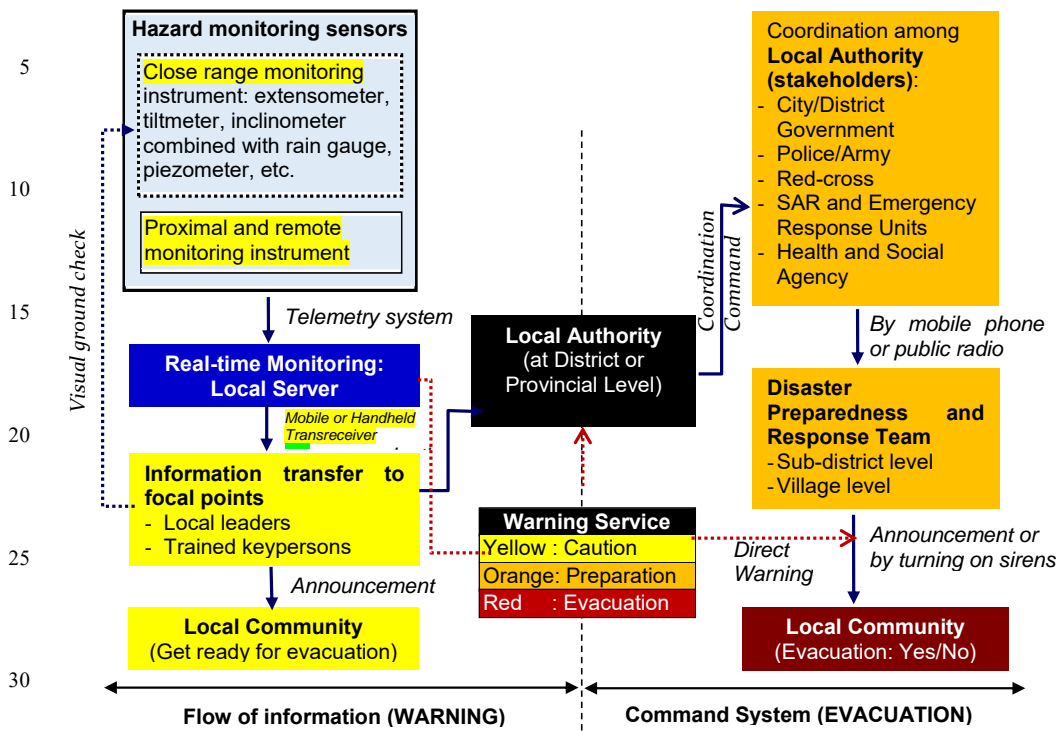 5
10
15
20
25
30
Hazard monitoring sensors
Close range monitoring
instrument: extensometer,
tiltmeter, inclinometer
combined with rain gauge,
piezometer, etc.
Proximal and remote
monitoring instrument
Visual ground check
Telemetry system
Real-time Monitoring:
Local Server
Mobile or Handheld
Transreceiver
Information transfer to
focal points
- Local leaders
- Trained keypersons
Announcement
Local Community
(Get ready for evacuation)
Local Authority
(at District or
Provincial Level)
Warning Service
Yellow : Caution
Orange: Preparation
Red : Evacuation
Coordination
Command
Coordination among
Local Authority
(stakeholders):
- City/District
Government
- Police/Army
- Red-cross
- SAR and Emergency
Response Units
- Health and Social
Agency
By mobile phone
or public radio
Disaster
Preparedness and
Response Team
- Sub-district level
- Village level
Direct
Warning
Announcement or
by turning on sirens
Local Community
(Evacuation: Yes/No)
Flow of information (WARNING)
Command System (EVACUATION)